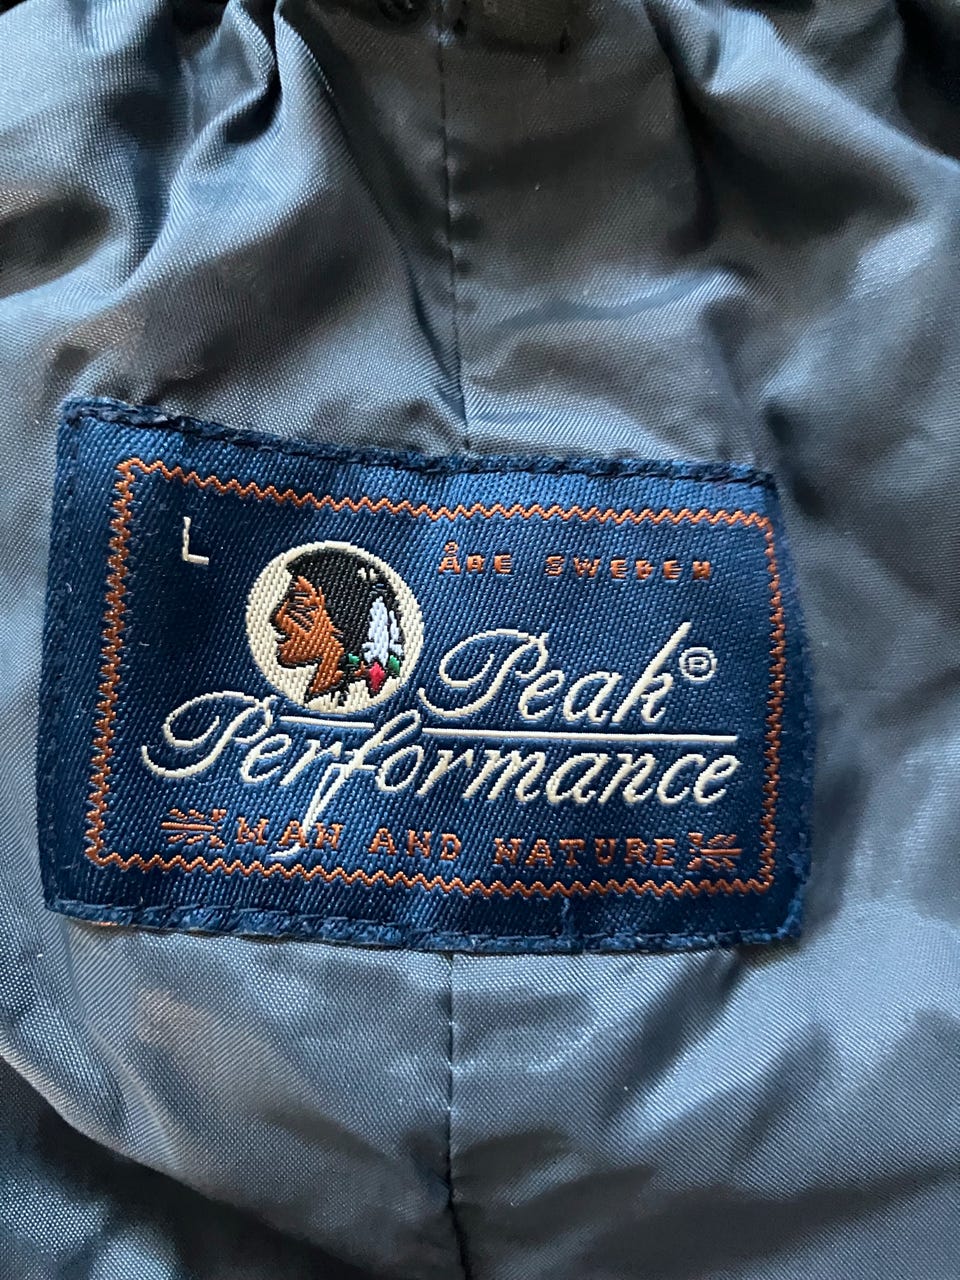 L
ÅRE SWEDEN
Peak®
Performance
MAN AND NATURE